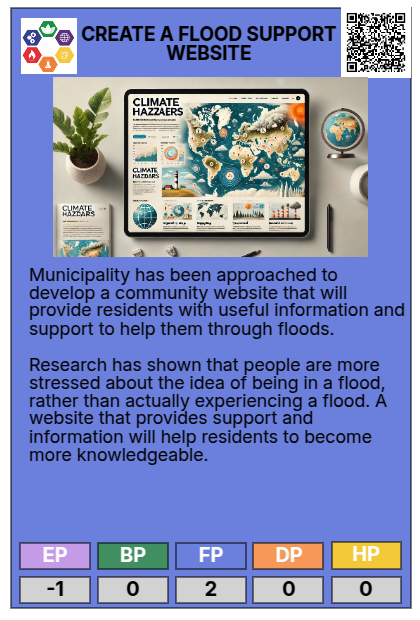 CREATE A FLOOD SUPPORT
WEBSITE
CLIMATE
HAZZAERS
CLIMATE
HAZDARS
CLIMATE
HAZDARS
Municipality has been approached to
develop a community website that will
provide residents with useful information and
support to help them through floods.
Research has shown that people are more
stressed about the idea of being in a flood,
rather than actually experiencing a flood. A
website that provides support and
information will help residents to become
more knowledgeable.
EP BP FP DP HP
-1 0 2 0 0